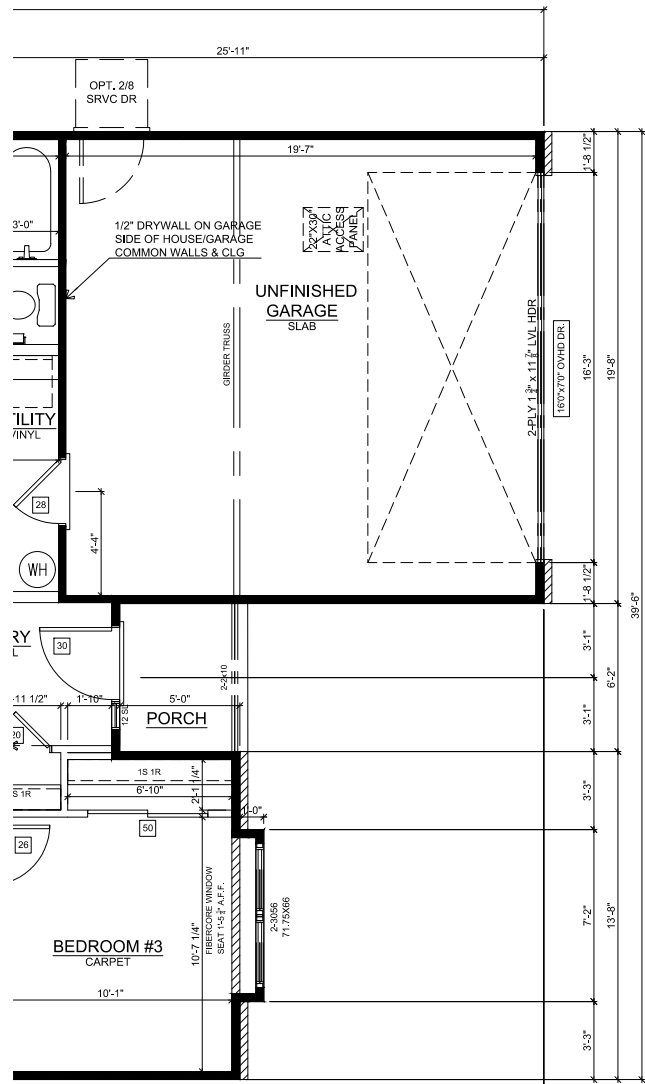 25'-11"
OPT. 2/8
SRVC DR
19'-7"
1'-8 1/2"
3'-0"
1/2" DRYWALL ON GARAGE
SIDE OF HOUSE/GARAGE
COMMON WALLS & CLG
22"X30"
ATTIC
ACCESS
PANEL
UNFINISHED
GARAGE
SLAB
GIRDER TRUSS
2-PLY 1 3/4" x 11 7/8" LVL HDR
16'0"x7'0" OVHD DR.
16'-3"
19'-8"
TILITY
VINYL
28
4'-4"
WH
1'-8 1/2"
39'-6"
RY
L
30
3'-1"
6'-2"
2-2x10
-11 1/2"
1'-10"
5'-0"
12 SL
PORCH
3'-1"
20
1S 1R
S 1R
6'-10"
2'-1 1/4"
1'-0"
3'-3"
26
50
FIBERCORE WINDOW
SEAT 1'-5 3/4" A.F.F.
2-3056
71.75X66
BEDROOM #3
CARPET
10'-7 1/4"
7'-2"
13'-8"
10'-1"
3'-3"